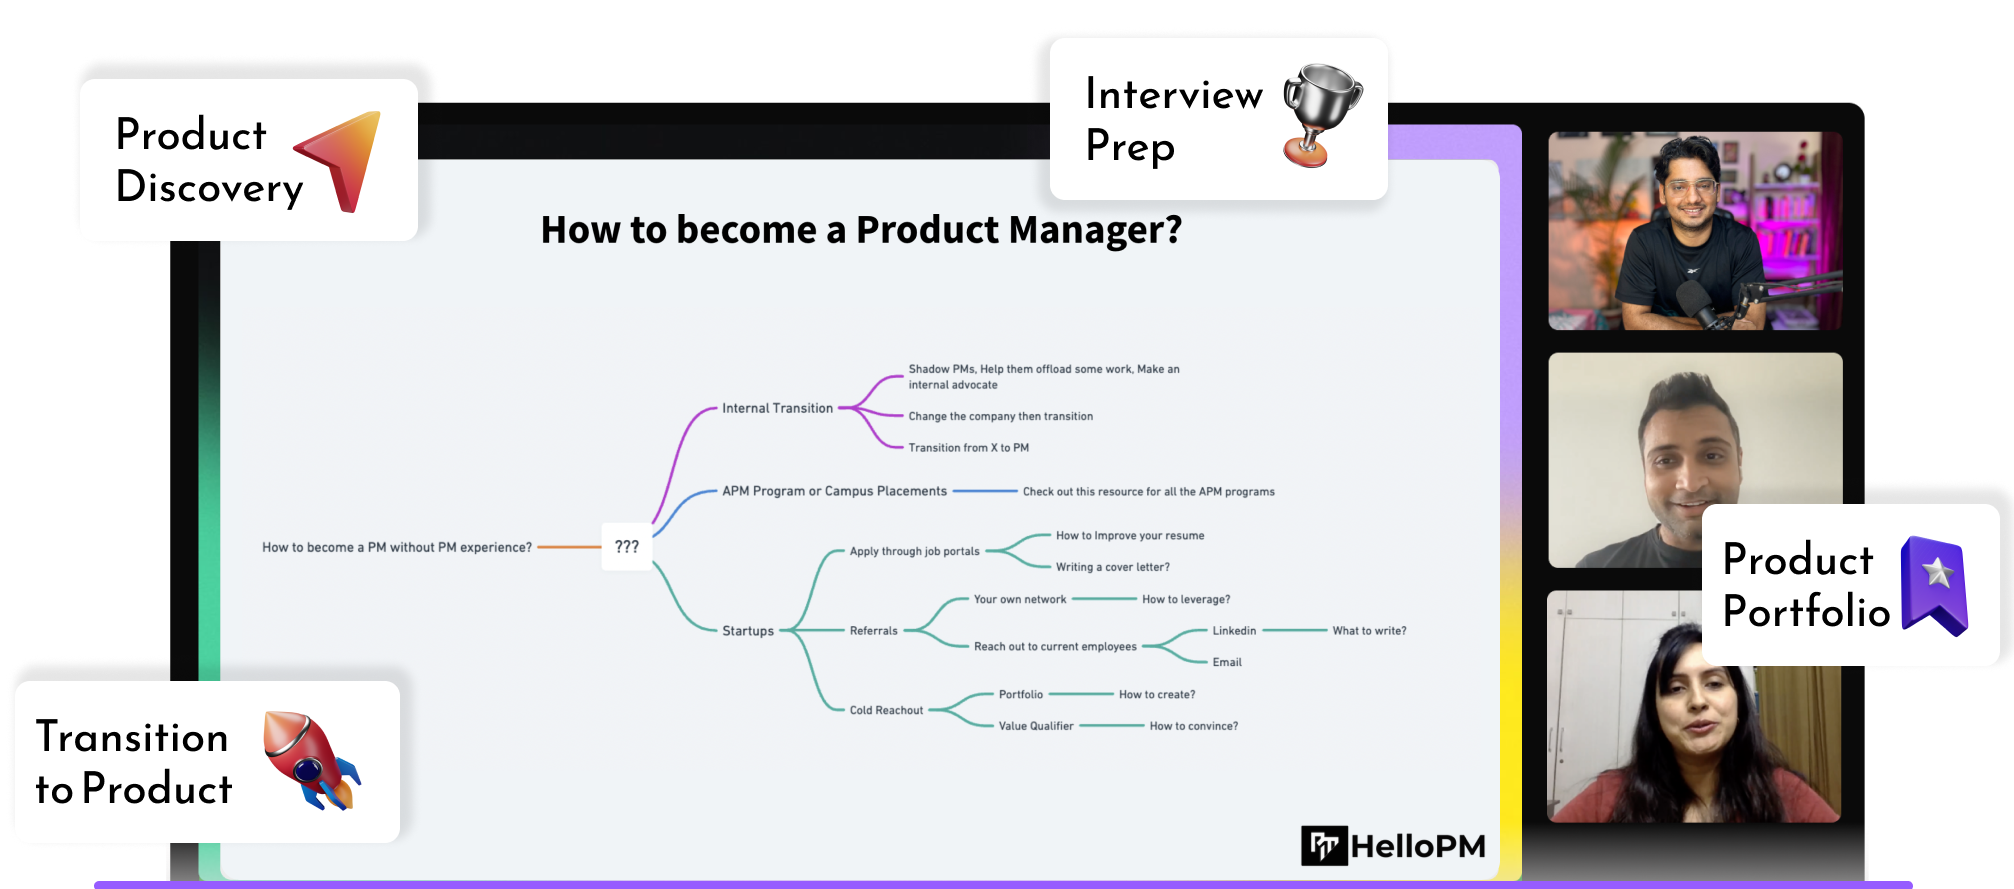 Product
Discovery
Interview
Prep
How to become a Product Manager?
Shadow PMs, Help them offload some work, Make an
internal advocate
Internal Transition
Change the company then transition
Transition from X to PM
APM Program or Campus Placements
Check out this resource for all the APM programs
How to become a PM without PM experience?
???
Apply through job portals
How to Improve your resume
Writing a cover letter?
Startups
Referrals
Your own network
How to leverage?
Reach out to current employees
Linkedin
What to write?
Email
Cold Reachout
Portfolio
How to create?
Value Qualifier
How to convince?
Product
Portfolio
Transition
to Product
HelloPM